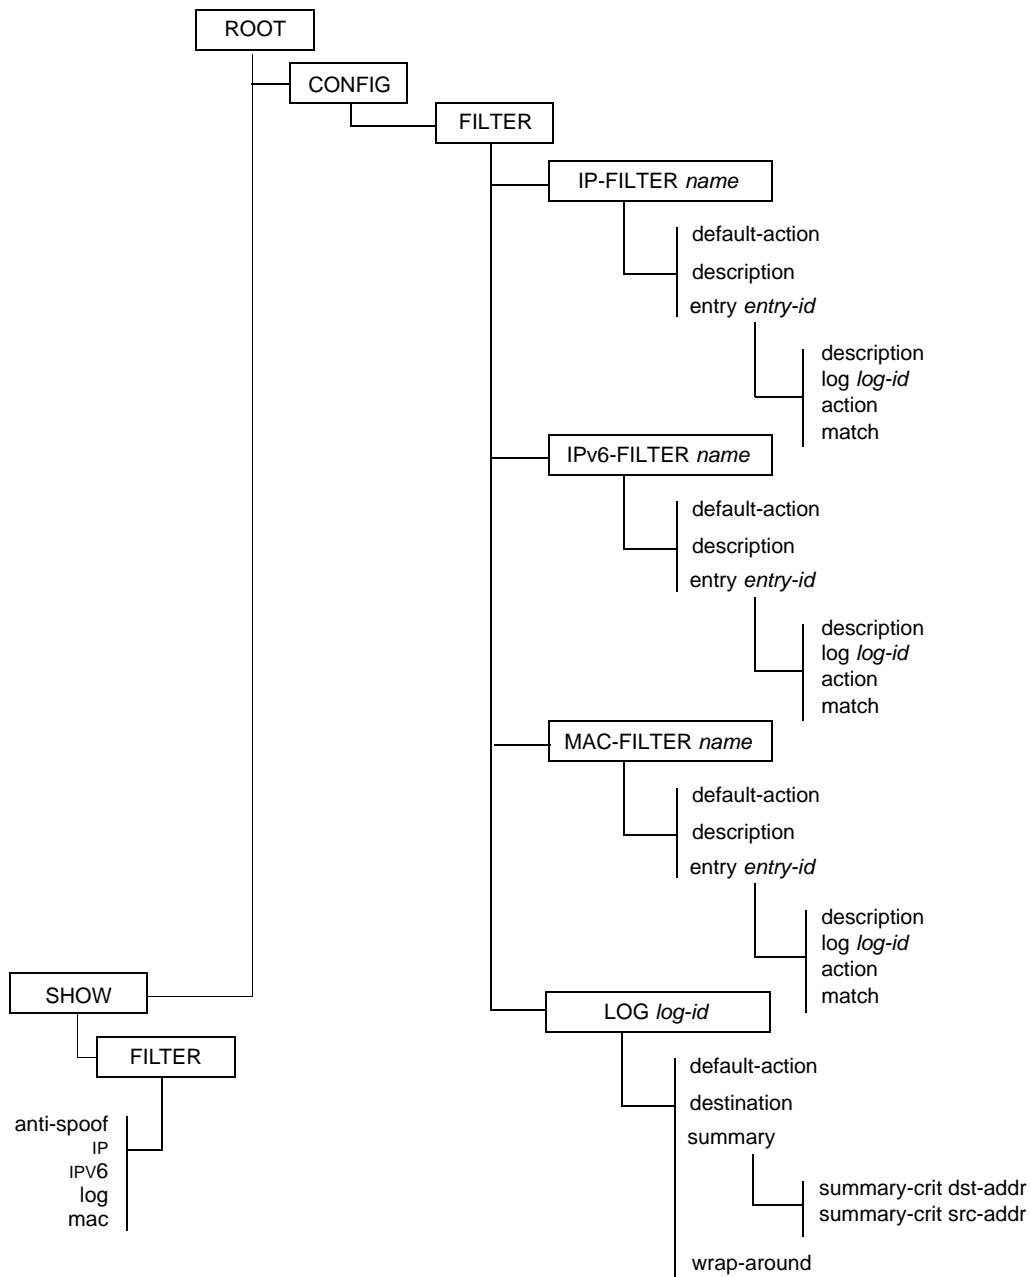 ROOT
CONFIG
FILTER
IP-FILTER name
default-action
description
entry entry-id
description
log log-id
action
match
IPv6-FILTER name
default-action
description
entry entry-id
description
log log-id
action
match
MAC-FILTER name
default-action
description
entry entry-id
description
log log-id
action
match
LOG log-id
default-action
destination
summary
summary-crit dst-addr
summary-crit src-addr
wrap-around
SHOW
FILTER
anti-spoof
IP
IPV6
log
mac